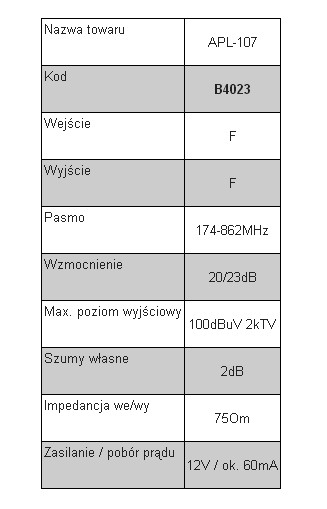 Nazwa towaru
APL-107
Kod
B4023
Wejście
F
Wyjście
F
Pasmo
174-862MHz
Wzmocnienie
20/23dB
Max. poziom wyjściowy
100dBuV 2kTV
Szumy własne
2dB
Impedancja we/wy
75Om
Zasilanie / pobór prądu
12V / ok. 60mA